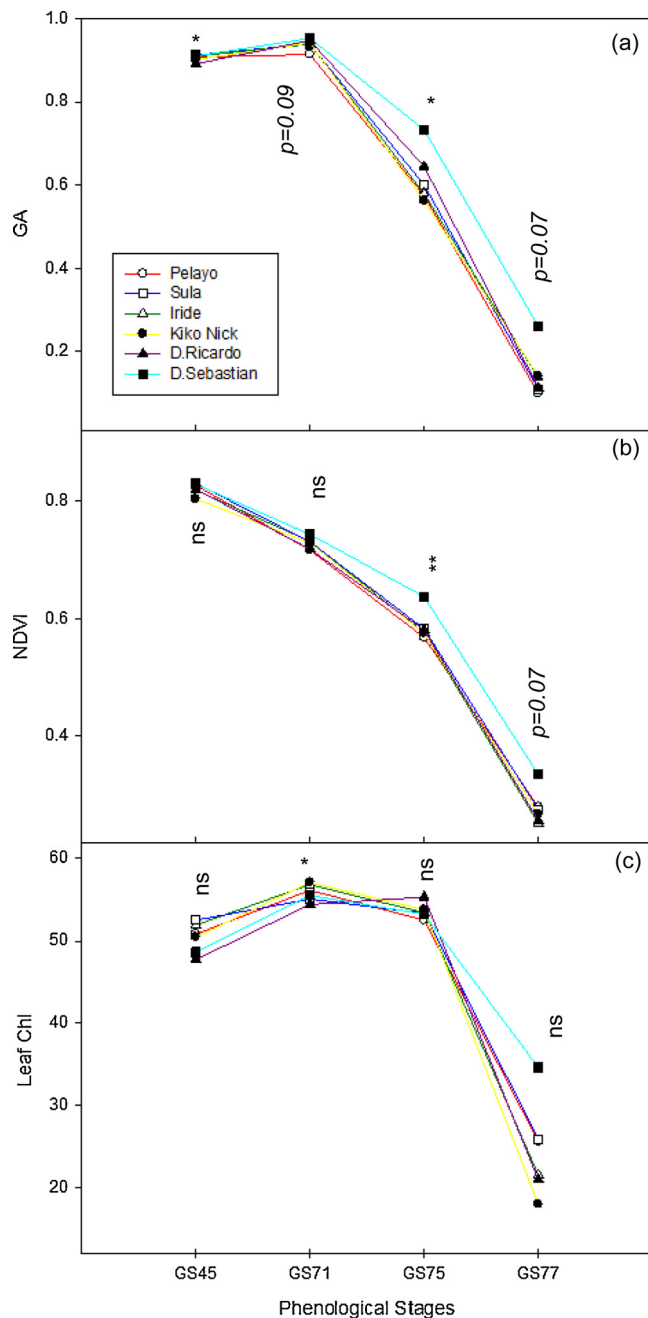 1.0
(a)
*
0.8
*
p=0.09
0.6
GA
p=0.07
0.4
Pelayo
Sula
Iride
Kiko Nick
D.Ricardo
D.Sebastian
0.2
(b)
ns
0.8
ns
**
0.6
NDVI
p=0.07
0.4
60
(c)
ns
*
ns
50
40
Leaf Chl
ns
30
20
GS45 GS71 GS75 GS77
Phenological Stages